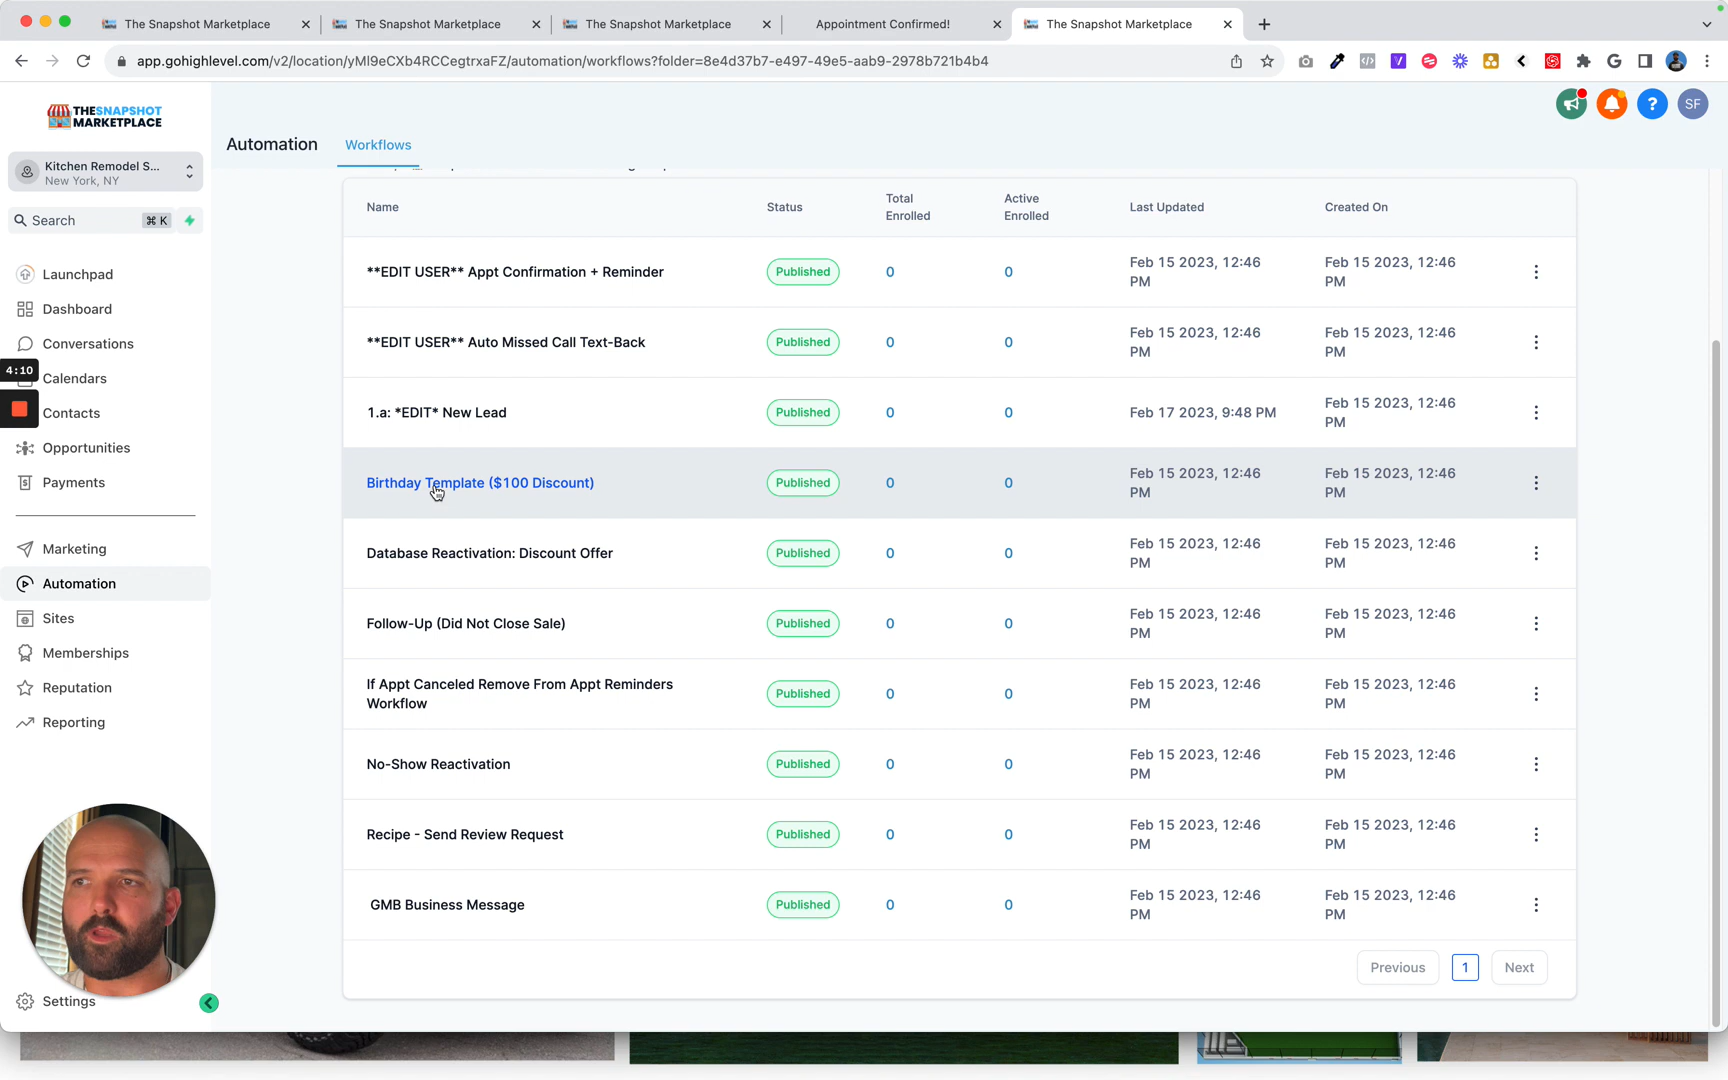 The Snapshot Marketplace
The Snapshot Marketplace
The Snapshot Marketplace
Appointment Confirmed!
The Snapshot Marketplace
app.gohighlevel.com/v2/location/yMl9eCXb4RCCegtrxaFZ/automation/workflows?folder=8e4d37b7-e497-49e5-aab9-2978b721b4b4
THESNAPSHOT
MARKETPLACE
SF
Automation
Workflows
Kitchen Remodel S...
New York, NY
Search
⌘ K
Launchpad
Dashboard
Conversations
4:10
Calendars
Contacts
Opportunities
Payments
Marketing
Automation
Sites
Memberships
Reputation
Reporting
Settings
Name
Status
Total
Enrolled
Active
Enrolled
Last Updated
Created On
**EDIT USER** Appt Confirmation + Reminder
Published
0
0
Feb 15 2023, 12:46
PM
Feb 15 2023, 12:46
PM
**EDIT USER** Auto Missed Call Text-Back
Published
0
0
Feb 15 2023, 12:46
PM
Feb 15 2023, 12:46
PM
1.a: *EDIT* New Lead
Published
0
0
Feb 17 2023, 9:48 PM
Feb 15 2023, 12:46
PM
Birthday Template ($100 Discount)
Published
0
0
Feb 15 2023, 12:46
PM
Feb 15 2023, 12:46
PM
Database Reactivation: Discount Offer
Published
0
0
Feb 15 2023, 12:46
PM
Feb 15 2023, 12:46
PM
Follow-Up (Did Not Close Sale)
Published
0
0
Feb 15 2023, 12:46
PM
Feb 15 2023, 12:46
PM
If Appt Canceled Remove From Appt Reminders
Workflow
Published
0
0
Feb 15 2023, 12:46
PM
Feb 15 2023, 12:46
PM
No-Show Reactivation
Published
0
0
Feb 15 2023, 12:46
PM
Feb 15 2023, 12:46
PM
Recipe - Send Review Request
Published
0
0
Feb 15 2023, 12:46
PM
Feb 15 2023, 12:46
PM
GMB Business Message
Published
0
0
Feb 15 2023, 12:46
PM
Feb 15 2023, 12:46
PM
Previous
1
Next